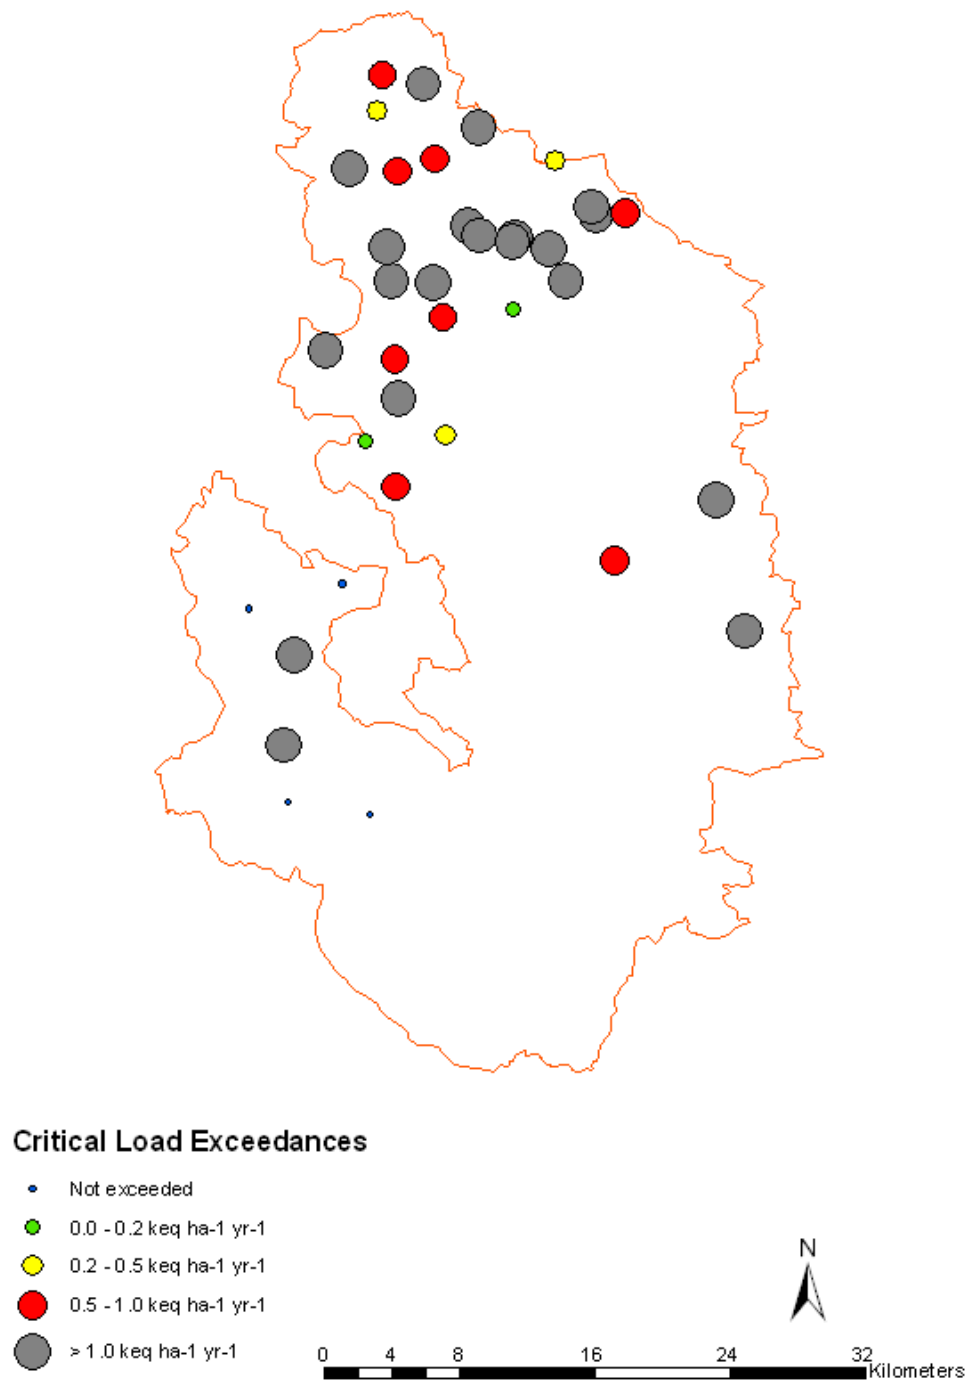 Critical Load Exceedances
Not exceeded
0.0 - 0.2 keq ha-1 yr-1
0.2 - 0.5 keq ha-1 yr-1
0.5 - 1.0 keq ha-1 yr-1
> 1.0 keq ha-1 yr-1
N
0 4 8 16 24 32
Kilometers